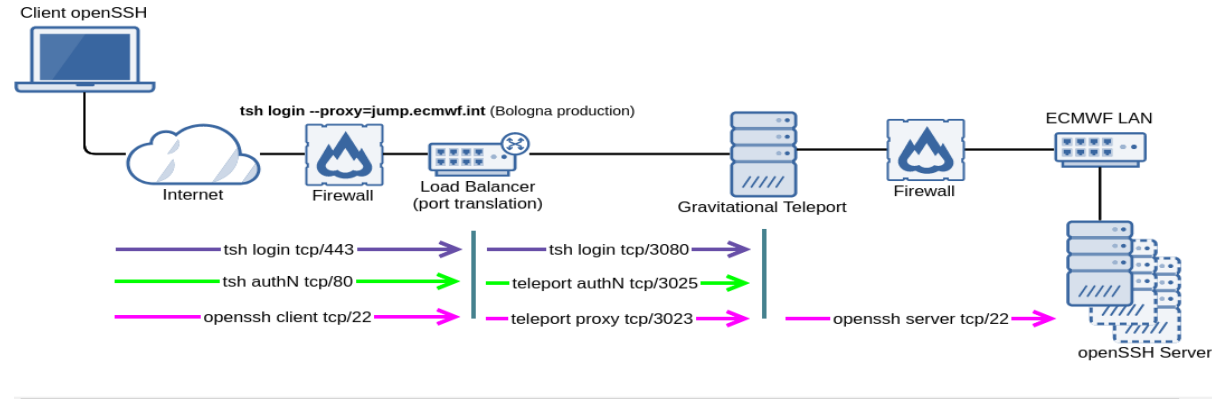 Client openSSH
tsh login --proxy=jump.ecmwf.int (Bologna production)
ECMWF LAN
Internet
Firewall
Load Balancer
(port translation)
Gravitational Teleport
Firewall
tsh login tcp/443
tsh login tcp/3080
tsh authN tcp/80
teleport authN tcp/3025
openssh client tcp/22
teleport proxy tcp/3023
openssh server tcp/22
openSSH Server